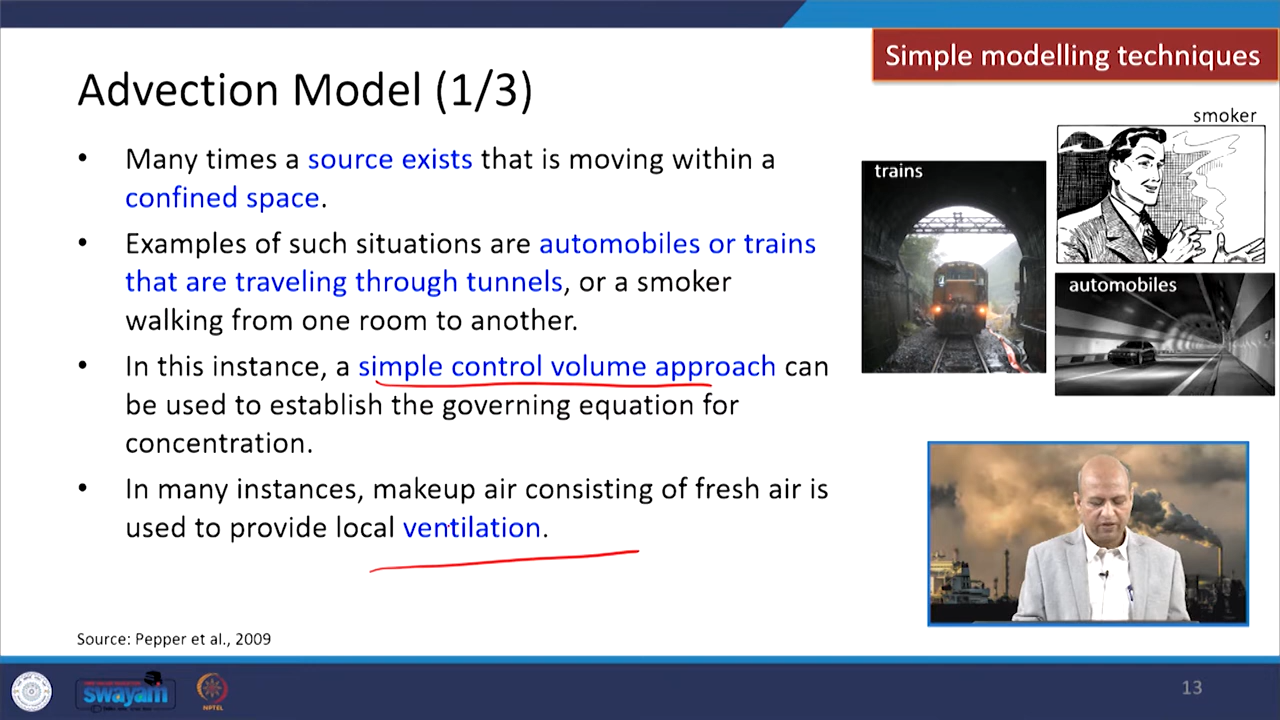 Simple modelling techniques
Advection Model (1/3)
• Many times a source exists that is moving within a
confined space.
• Examples of such situations are automobiles or trains
that are traveling through tunnels, or a smoker
walking from one room to another.
• In this instance, a simple control volume approach can
be used to establish the governing equation for
concentration.
• In many instances, makeup air consisting of fresh air is
used to provide local ventilation.
smoker
trains
automobiles
Source: Pepper et al., 2009
swayam
NPTEL
13